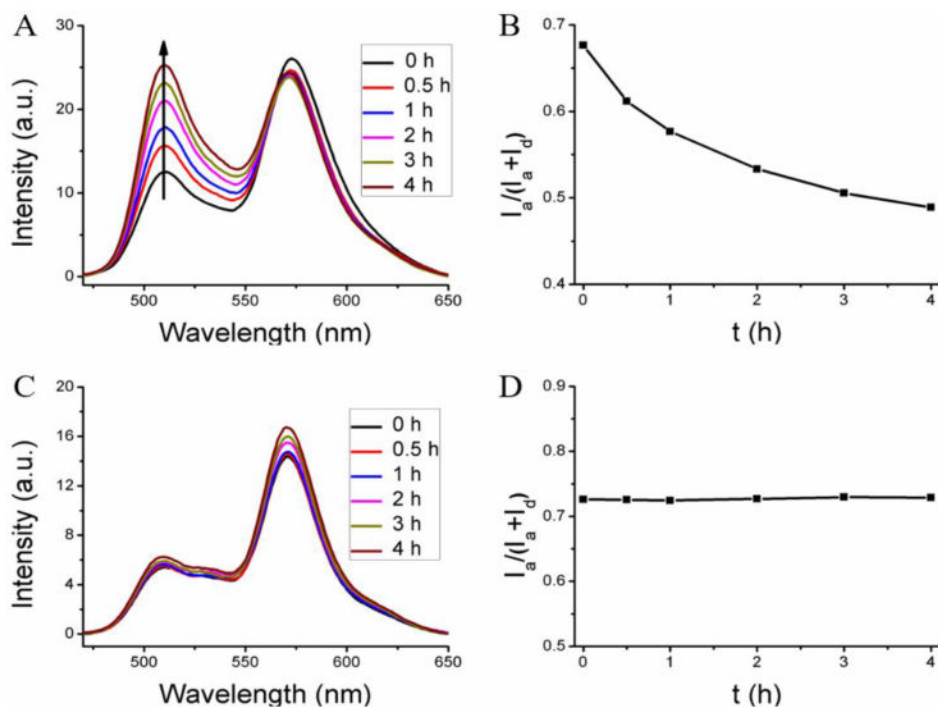 A
30
20
10
0
500
550
600
650
Wavelength (nm)
Intensity (a.u.)
0 h
0.5 h
1 h
2 h
3 h
4 h
B
0.7
0.6
0.5
0.4
0
1
2
3
4
t (h)
Ia/(Ia+Id)
C
20
16
12
8
4
0
500
550
600
650
Wavelength (nm)
Intensity (a.u.)
0 h
0.5 h
1 h
2 h
3 h
4 h
D
0.9
0.8
0.7
0.6
0.5
0
1
2
3
4
t (h)
Ia/(Ia+Id)